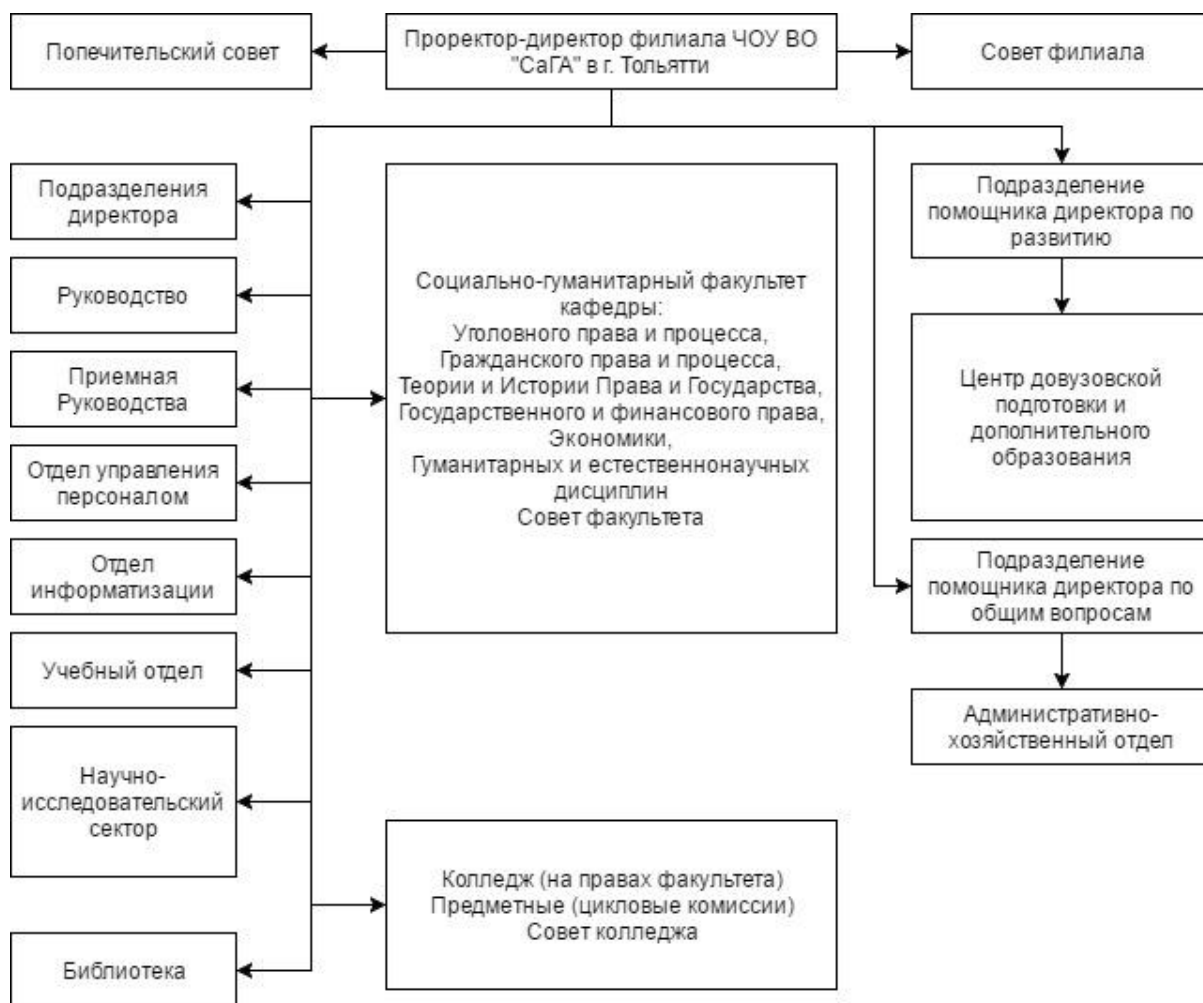 Попечительский совет
Проректор-директор филиала ЧОУ ВО
"СаГА" в г. Тольятти
Совет филиала
Подразделения
директора
Руководство
Приемная
Руководства
Отдел управления
персоналом
Отдел
информатизации
Учебный отдел
Научно-
исследовательский
сектор
Библиотека
Социально-гуманитарный факультет
кафедры:
Уголовного права и процесса,
Гражданского права и процесса,
Теории и Истории Права и Государства,
Государственного и финансового права,
Экономики,
Гуманитарных и естественнонаучных
дисциплин
Совет факультета
Колледж (на правах факультета)
Предметные (цикловые комиссии)
Совет колледжа
Подразделение
помощника директора по
развитию
Центр довузовской
подготовки и
дополнительного
образования
Подразделение
помощника директора по
общим вопросам
Административно-
хозяйственный отдел